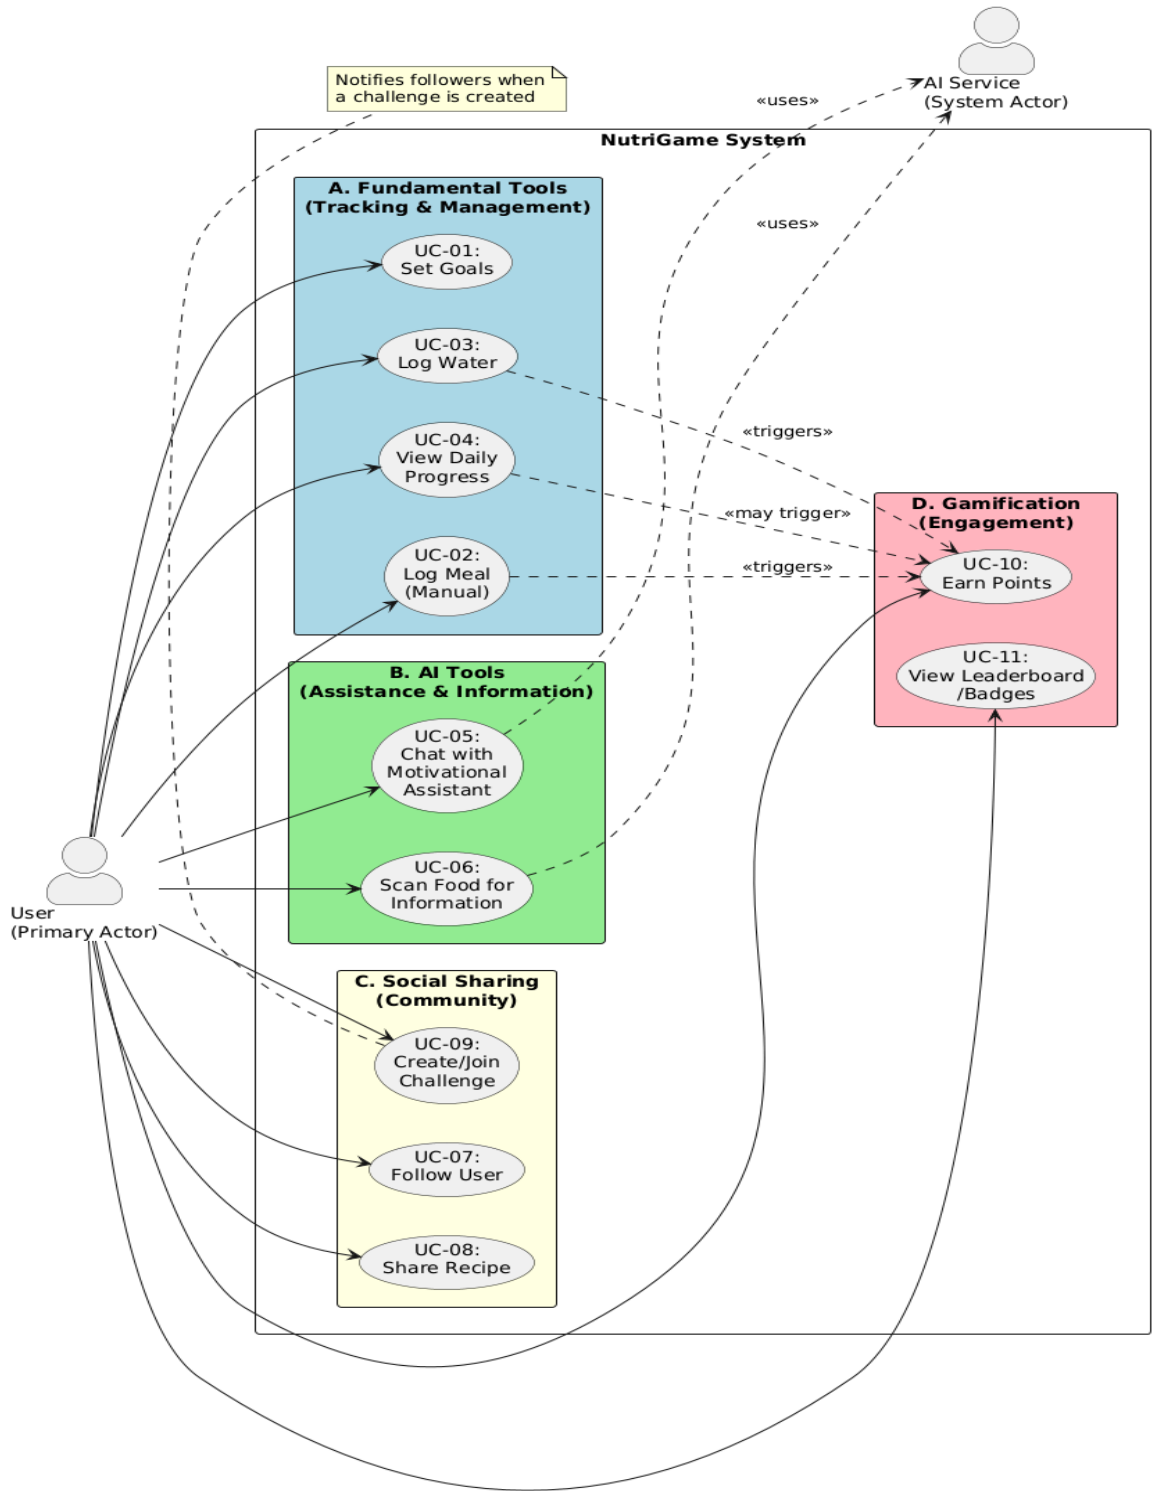 AI Service
(System Actor)
Notifies followers when
a challenge is created
«uses»
NutriGame System
A. Fundamental Tools
(Tracking & Management)
UC-01:
Set Goals
«uses»
UC-03:
Log Water
UC-04:
View Daily
Progress
«triggers»
«may trigger»
UC-02:
Log Meal
(Manual)
«triggers»
D. Gamification
(Engagement)
UC-10:
Earn Points
UC-11:
View Leaderboard
/Badges
B. AI Tools
(Assistance & Information)
UC-05:
Chat with
Motivational
Assistant
UC-06:
Scan Food for
Information
User
(Primary Actor)
C. Social Sharing
(Community)
UC-09:
Create/Join
Challenge
UC-07:
Follow User
UC-08:
Share Recipe